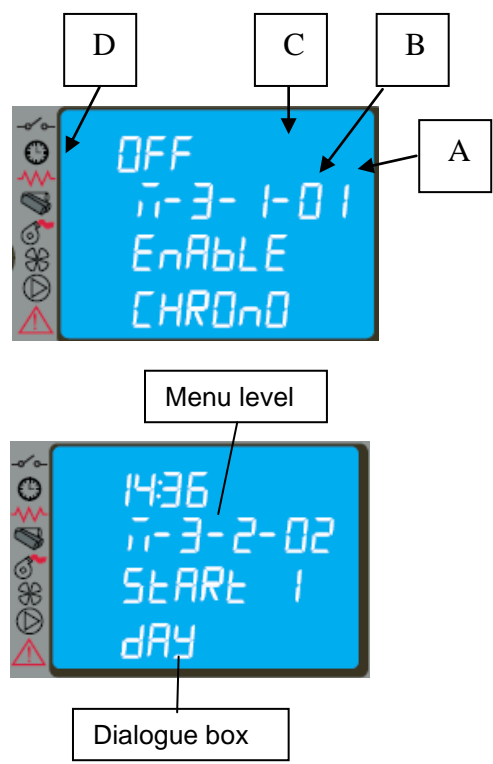 D
C
B
A
OFF
n-3-1-01
EnAbLE
CHROnO
Menu level
14:36
n-3-2-02
StARt 1
dAY
Dialogue box